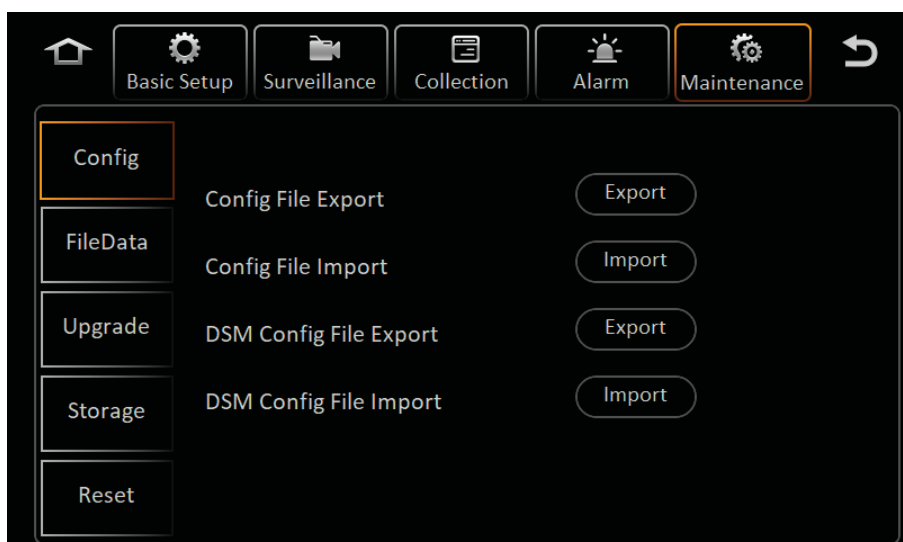 Basic Setup
Surveillance
Collection
Alarm
Maintenance
Config
FileData
Upgrade
Storage
Reset
Config File Export
Export
Config File Import
Import
DSM Config File Export
Export
DSM Config File Import
Import